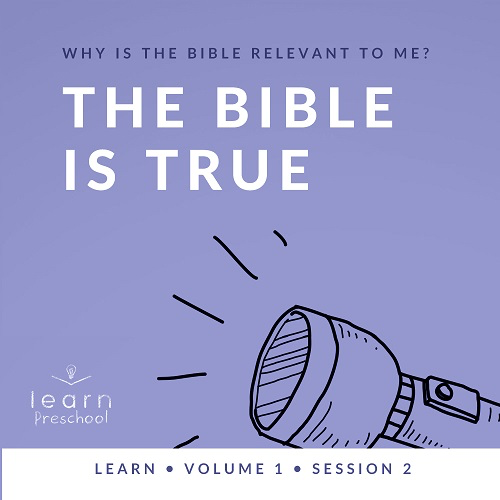 WHY IS THE BIBLE RELEVANT TO ME?
THE BIBLE
IS TRUE
learn
Preschool
LEARN • VOLUME 1 • SESSION 2